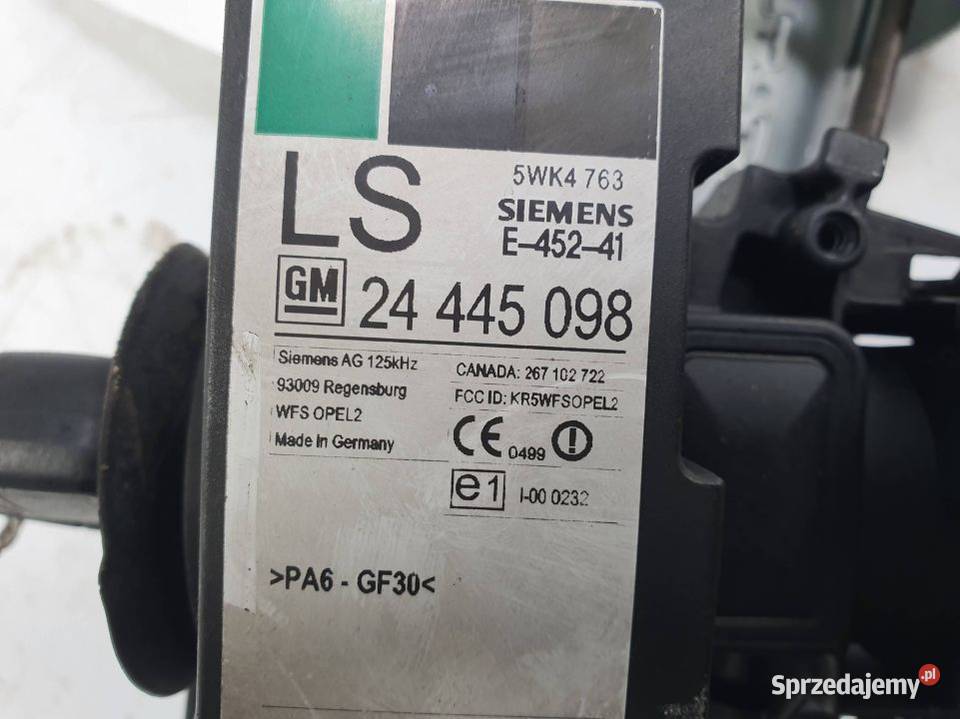 LS
5WK4 763
SIEMENS
E-452-41
GM 24 445 098
Siemens AG 125kHz
93009 Regensburg
WFS OPEL2
Made in Germany
CANADA: 267 102 722
FCC ID: KR5WFSOPEL2
CE 0499 !
e1 I-00 0232
>PA6 - GF30<
Sprzedajemy .pl